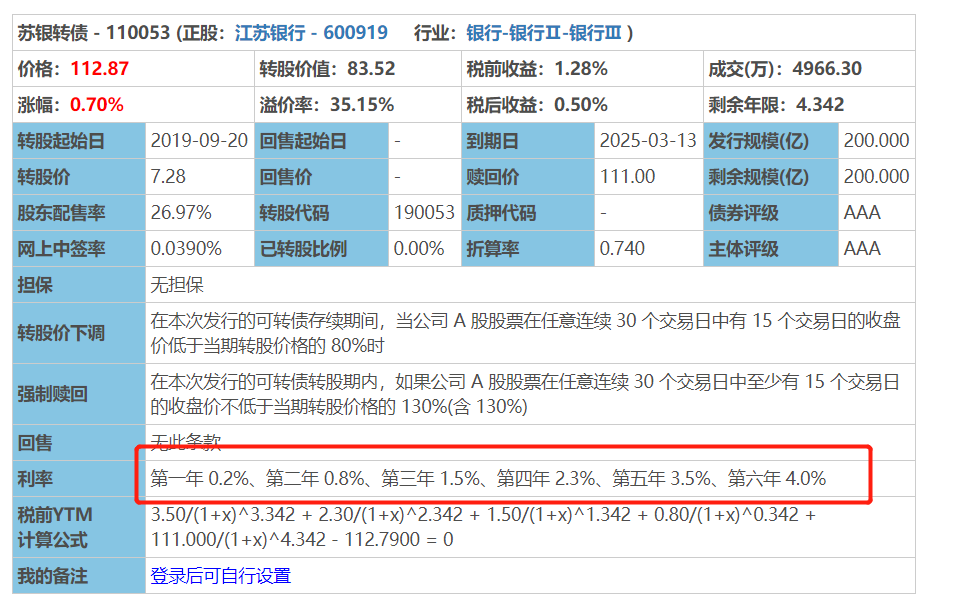 苏银转债 - 110053 (正股：江苏银行 - 600919 行业：银行-银行Ⅱ-银行Ⅲ )
价格：112.87 转股价值：83.52 税前收益：1.28% 成交(万)：4966.30
涨幅：0.70% 溢价率：35.15% 税后收益：0.50% 剩余年限：4.342
转股起始日 2019-09-20 回售起始日 - 到期日 2025-03-13 发行规模(亿) 200.000
转股价 7.28 回售价 - 赎回价 111.00 剩余规模(亿) 200.000
股东配售率 26.97% 转股代码 190053 质押代码 - 债券评级 AAA
网上中签率 0.0390% 已转股比例 0.00% 折算率 0.740 主体评级 AAA
担保 无担保
转股价下调 在本次发行的可转债存续期间，当公司 A 股股票在任意连续 30 个交易日中有 15 个交易日的收盘
价低于当期转股价格的 80%时
强制赎回 在本次发行的可转债转股期内，如果公司 A 股股票在任意连续 30 个交易日中至少有 15 个交易日
的收盘价不低于当期转股价格的 130%(含 130%)
回售 无此条款
利率 第一年 0.2%、第二年 0.8%、第三年 1.5%、第四年 2.3%、第五年 3.5%、第六年 4.0%
税前YTM 3.50/(1+x)^3.342 + 2.30/(1+x)^2.342 + 1.50/(1+x)^1.342 + 0.80/(1+x)^0.342 +
计算公式 111.000/(1+x)^4.342 - 112.7900 = 0
我的备注 登录后可自行设置